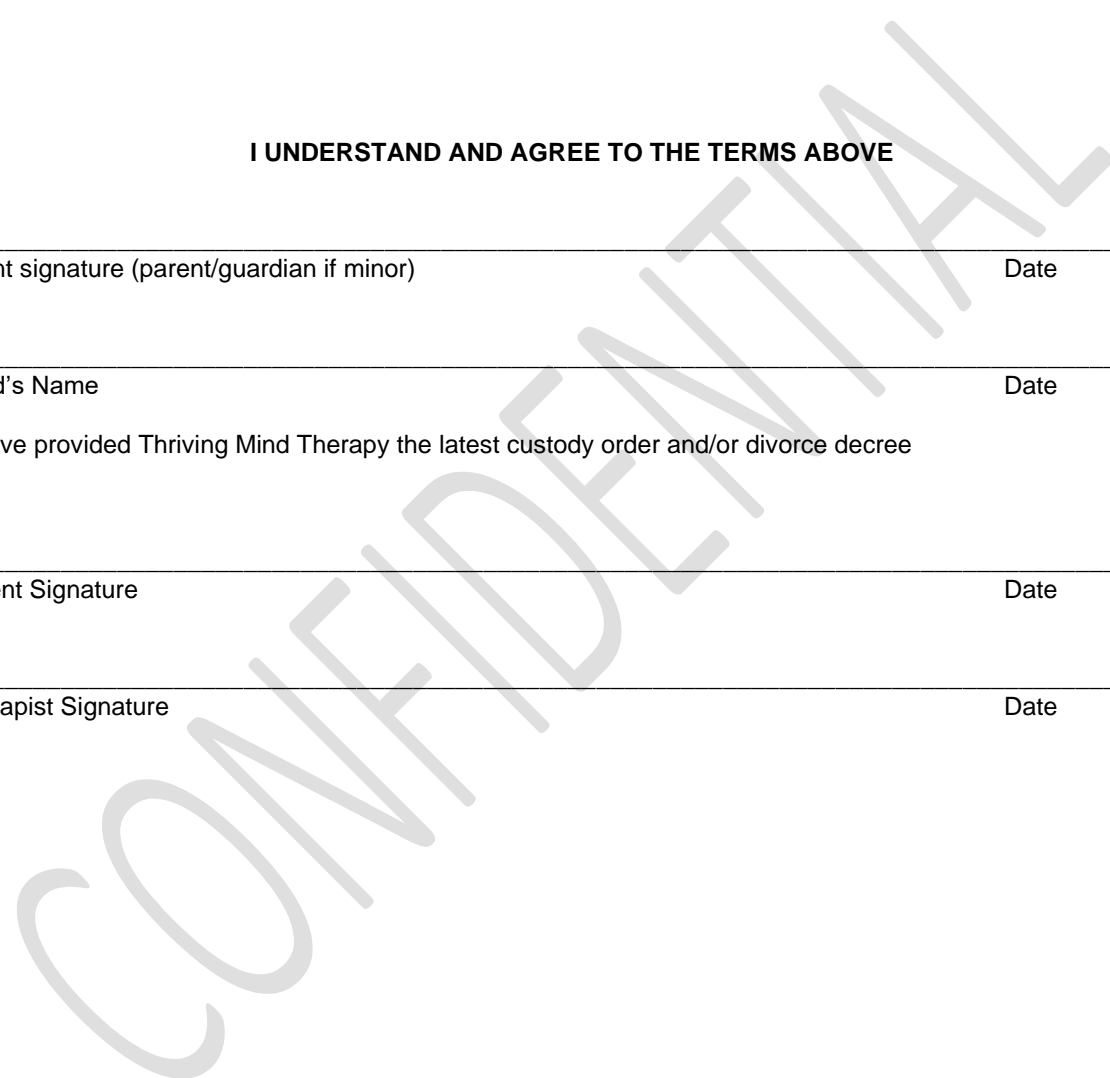 I UNDERSTAND AND AGREE TO THE TERMS ABOVE
nt signature (parent/guardian if minor) Date
d’s Name Date
ve provided Thriving Mind Therapy the latest custody order and/or divorce decree
nt Signature Date
apist Signature Date
CONFIDENTIAL